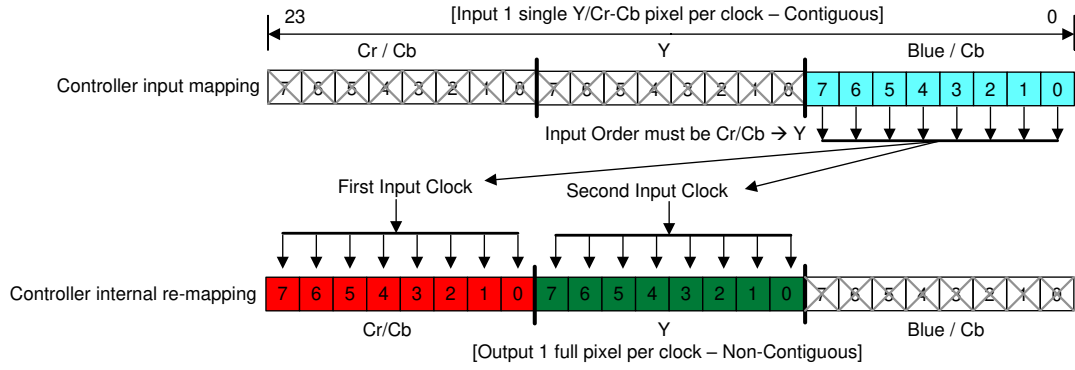 23 [Input 1 single Y/Cr-Cb pixel per clock – Contiguous] 0
Cr / Cb Y Blue / Cb
Controller input mapping 7 6 5 4 3 2 1 0 7 6 5 4 3 2 1 0 7 6 5 4 3 2 1 0
Input Order must be Cr/Cb → Y
First Input Clock Second Input Clock
Controller internal re-mapping 7 6 5 4 3 2 1 0 7 6 5 4 3 2 1 0 7 6 5 4 3 2 1 0
Cr/Cb Y Blue / Cb
[Output 1 full pixel per clock – Non-Contiguous]